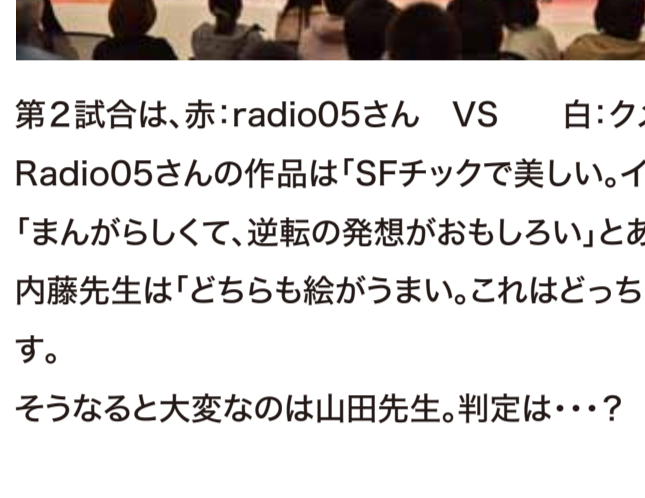 第２試合は、赤：radio05さん　VS　　白：ク
Radio05さんの作品は「SFチックで美しい。イ
「まんがらしくて、逆転の発想がおもしろい」とあ
内藤先生は「どちらも絵がうまい。これはどっち
す。
そうなると大変なのは山田先生。判定は・・・？